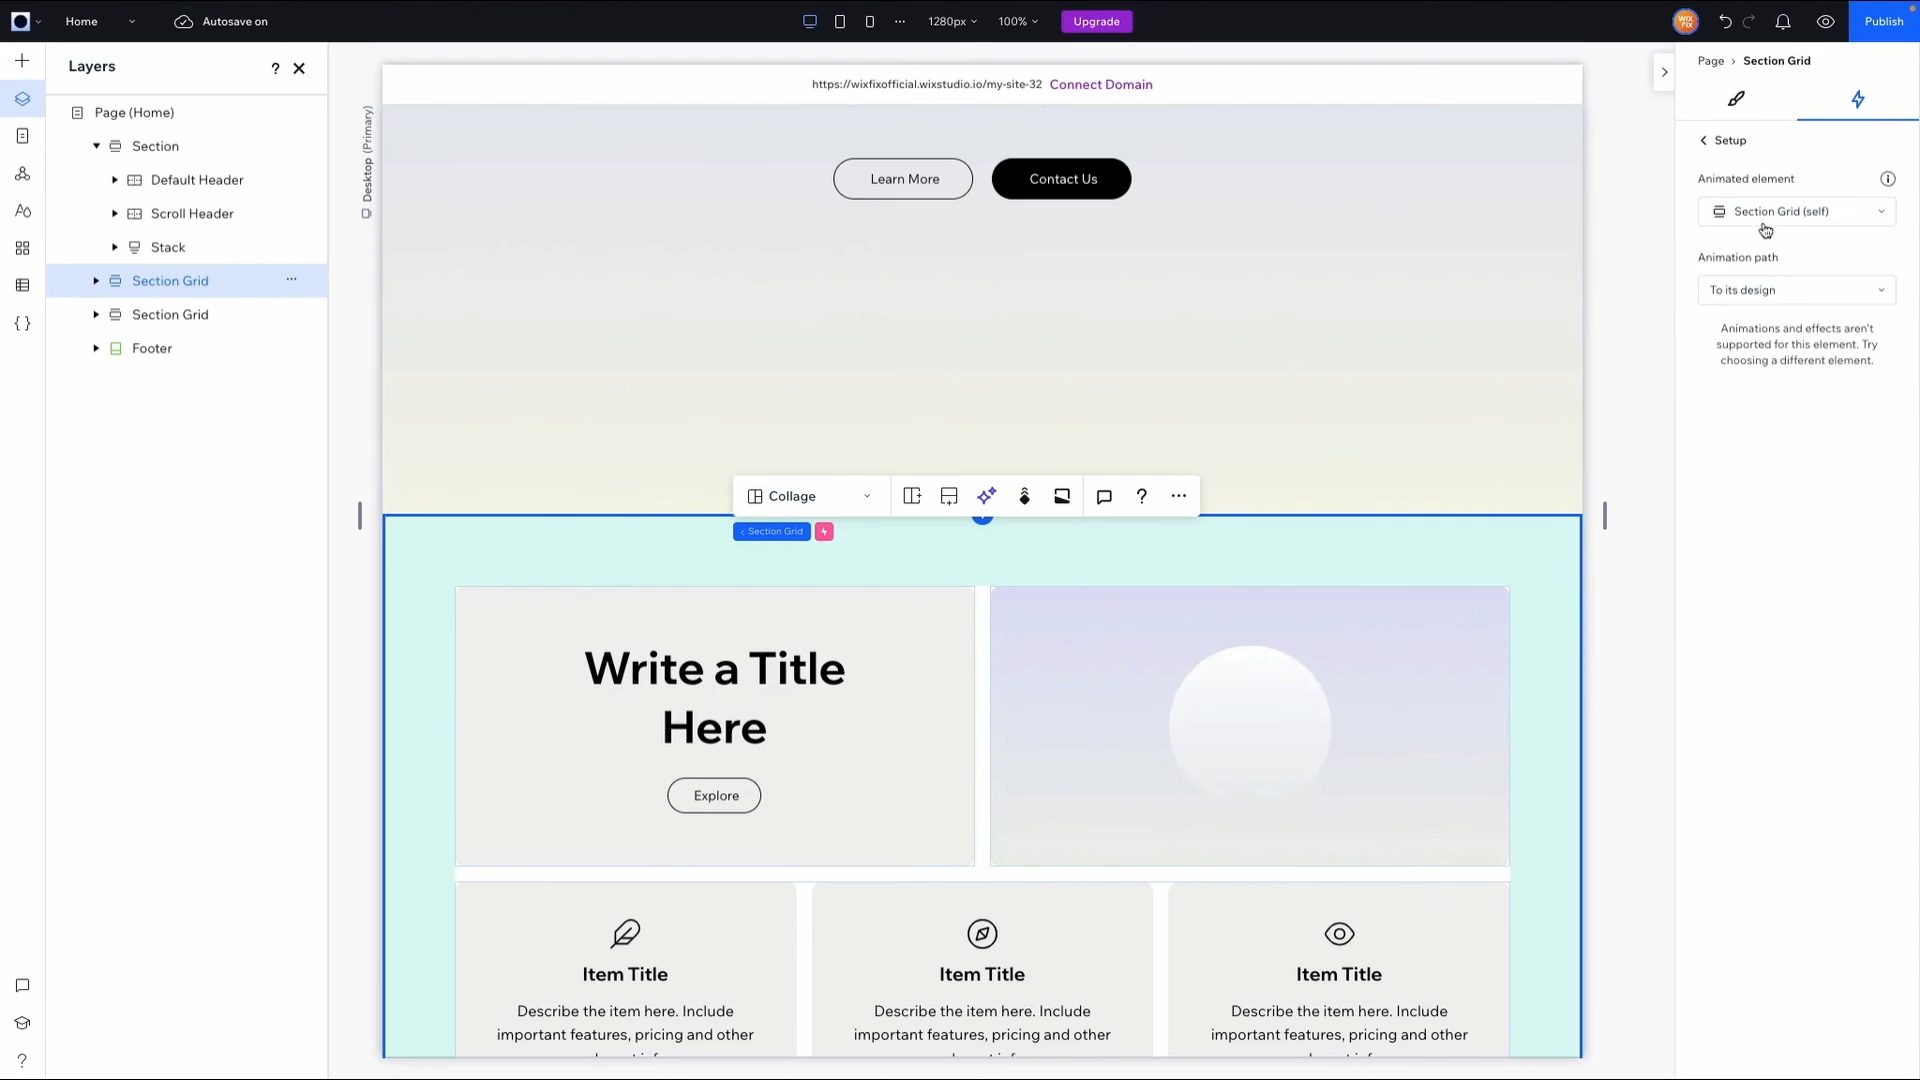 Home
Autosave on
1280px
100%
Upgrade
WIX
FIX
Publish
Layers
?
Page (Home)
Section
Default Header
Scroll Header
Stack
Section Grid
Section Grid
Footer
?
Desktop (Primary)
https://wixfixofficial.wixstudio.io/my-site-32 Connect Domain
Learn More
Contact Us
Collage
?
Section Grid
Write a Title
Here
Explore
Item Title
Describe the item here. Include
important features, pricing and other
Item Title
Describe the item here. Include
important features, pricing and other
Item Title
Describe the item here. Include
important features, pricing and other
Page > Section Grid
Setup
Animated element
Section Grid (self)
Animation path
To its design
Animations and effects aren't
supported for this element. Try
choosing a different element.